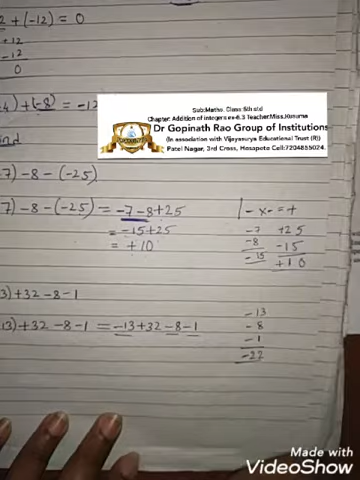 2 + (-12) = 0
+12
-12
0
4) + (-8) = -12
Sub:Maths, Class:6th std
Chapter: Addition of integers ex-6.3 Teacher:Miss.Kusuma
Dr Gopinath Rao Group of Institutions
(In association with Vijayasurya Educational Trust (R))
Patel Nagar, 3rd Cross, Hosapete Cell:7204855024.
ind
-7) -8 - (-25)
7) -8 - (-25) = -7 -8 +25
= -15+25
= +10
- x - = +
-7 +25
-8 -15
-15 +10
3) +32 -8 -1
13) +32 -8 -1 = -13+32 -8 -1
-13
-8
-1
-22
Made with
VideoShow